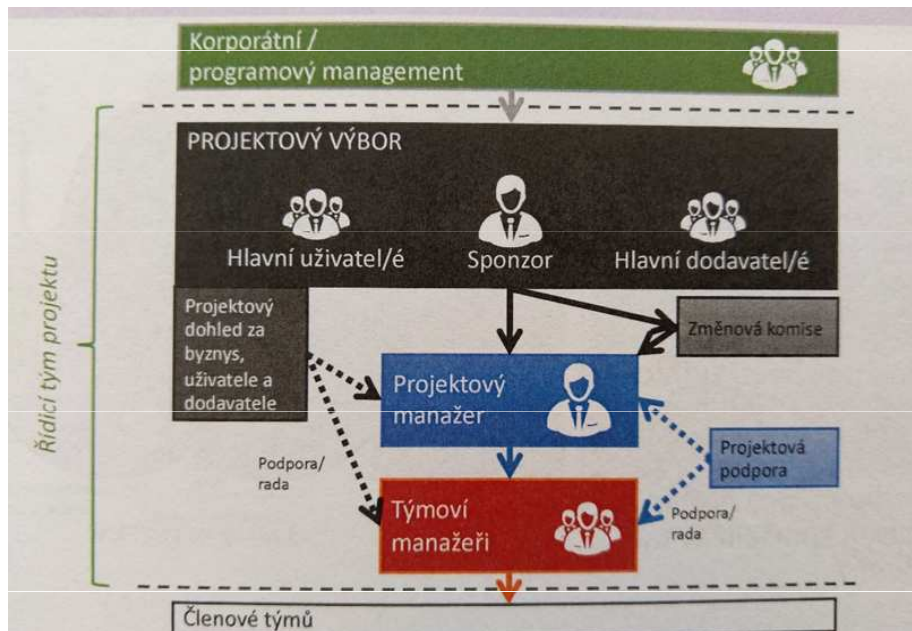 Korporátní /
programový management
PROJEKTOVÝ VÝBOR
Hlavní uživatel/é
Sponzor
Hlavní dodavatel/é
Řídicí tým projektu
Projektový
dohled za
byznys,
uživatele a
dodavatele
Změnová komise
Projektový
manažer
Podpora/
rada
Projektová
podpora
Týmoví
manažeři
Podpora/
rada
Členové týmů